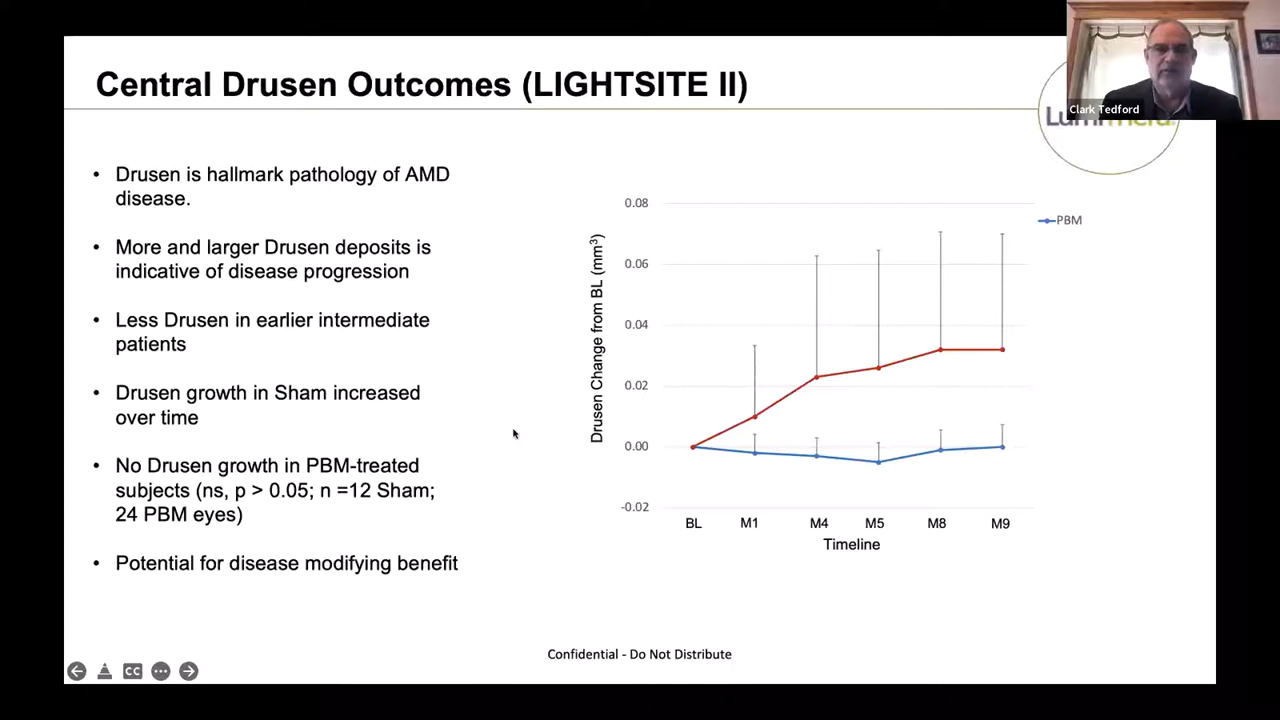 Central Drusen Outcomes (LIGHTSITE II)
Clark Tedford
• Drusen is hallmark pathology of AMD
disease.
• More and larger Drusen deposits is
indicative of disease progression
• Less Drusen in earlier intermediate
patients
• Drusen growth in Sham increased
over time
• No Drusen growth in PBM-treated
subjects (ns, p > 0.05; n =12 Sham;
24 PBM eyes)
• Potential for disease modifying benefit
Drusen Change from BL (mm³)
0.08
0.06
0.04
0.02
0.00
-0.02
PBM
BL M1 M4 M5 M8 M9
Timeline
Confidential - Do Not Distribute
CC